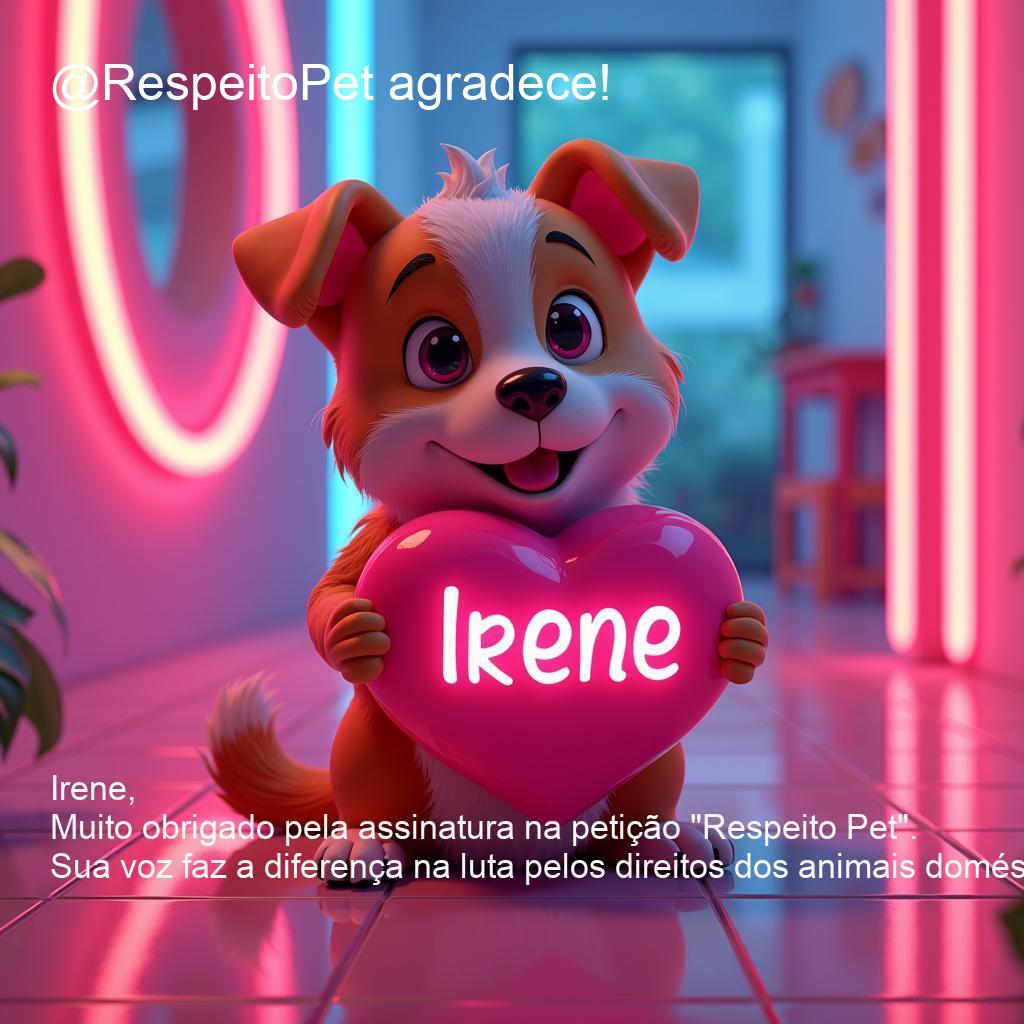 @RespeitoPet agradece!
Irene
Irene,
Muito obrigado pela assinatura na petição "Respeito Pet".
Sua voz faz a diferença na luta pelos direitos dos animais domés